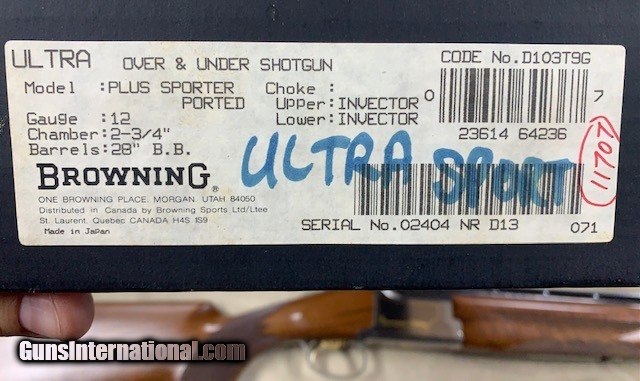 ULTRA OVER & UNDER SHOTGUN
CODE No.D103T9G
Model :PLUS SPORTER
PORTED
Choke :
Upper:INVECTOR
Lower:INVECTOR
0 7
23614 64236
Gauge :12
Chamber:2-3/4"
Barrels:28" B.B.
BROWNING®
ULTRA SPORT
11702
ONE BROWNING PLACE, MORGAN, UTAH 84050
Distributed in Canada by Browning Sports Ltd/Ltee
St. Laurent, Quebec CANADA H4S 1S9
Made in Japan
SERIAL No.02404 NR D13 071
GunsInternational.com